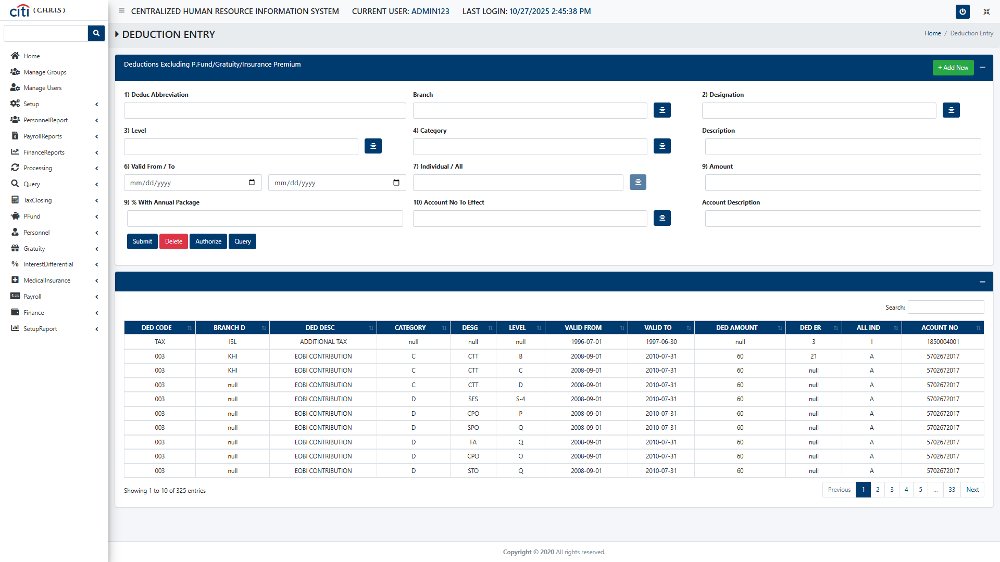 citi ( C.H.R.I.S )
CENTRALIZED HUMAN RESOURCE INFORMATION SYSTEM CURRENT USER: ADMIN123 LAST LOGIN: 10/27/2025 2:45:38 PM
DEDUCTION ENTRY
Home / Deduction Entry
Home
Manage Groups
Manage Users
Setup
PersonnelReport
PayrollReports
FinanceReports
Processing
Query
TaxClosing
PFund
Personnel
Gratuity
InterestDifferential
MedicalInsurance
Payroll
Finance
SetupReport
Deductions Excluding P.Fund/Gratuity/Insurance Premium
+ Add New
1) Deduc Abbreviation Branch 2) Designation
3) Level 4) Category Description
6) Valid From / To 7) Individual / All 9) Amount
mm/dd/yyyy mm/dd/yyyy
9) % With Annual Package 10) Account No To Effect Account Description
Submit Delete Authorize Query
Search:
DED CODE BRANCH D DED DESC CATEGORY DESG LEVEL VALID FROM VALID TO DED AMOUNT DED ER ALL IND ACOUNT NO
TAX ISL ADDITIONAL TAX null null null 1996-07-01 1997-06-30 null 3 I 1850004001
003 KHI EOBI CONTRIBUTION C CTT B 2008-09-01 2010-07-31 60 21 A 5702672017
003 KHI EOBI CONTRIBUTION C CTT C 2008-09-01 2010-07-31 60 null A 5702672017
003 null EOBI CONTRIBUTION C CTT D 2008-09-01 2010-07-31 60 null A 5702672017
003 null EOBI CONTRIBUTION D SES S-4 2008-09-01 2010-07-31 60 null A 5702672017
003 null EOBI CONTRIBUTION D CPO P 2008-09-01 2010-07-31 60 null A 5702672017
003 null EOBI CONTRIBUTION D SPO Q 2008-09-01 2010-07-31 60 null A 5702672017
003 null EOBI CONTRIBUTION D FA Q 2008-09-01 2010-07-31 60 null A 5702672017
003 null EOBI CONTRIBUTION D CPO O 2008-09-01 2010-07-31 60 null A 5702672017
003 null EOBI CONTRIBUTION D STO Q 2008-09-01 2010-07-31 60 null A 5702672017
Showing 1 to 10 of 325 entries
Previous 1 2 3 4 5 ... 33 Next
Copyright © 2020 All rights reserved.